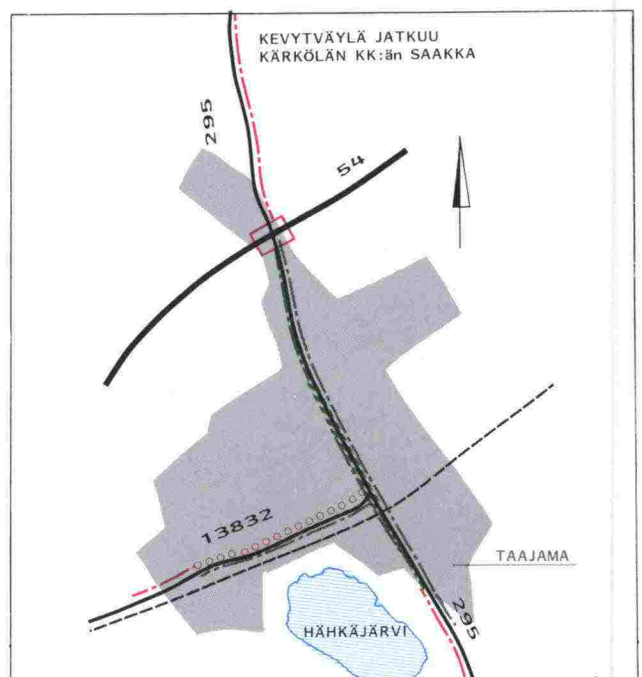 KEVYTVÄYLÄ JATKUU
KÄRKÖLÄN KK:än SAAKKA
295
54
13832
TAAJAMA
HÄHKÄJÄRVI
295